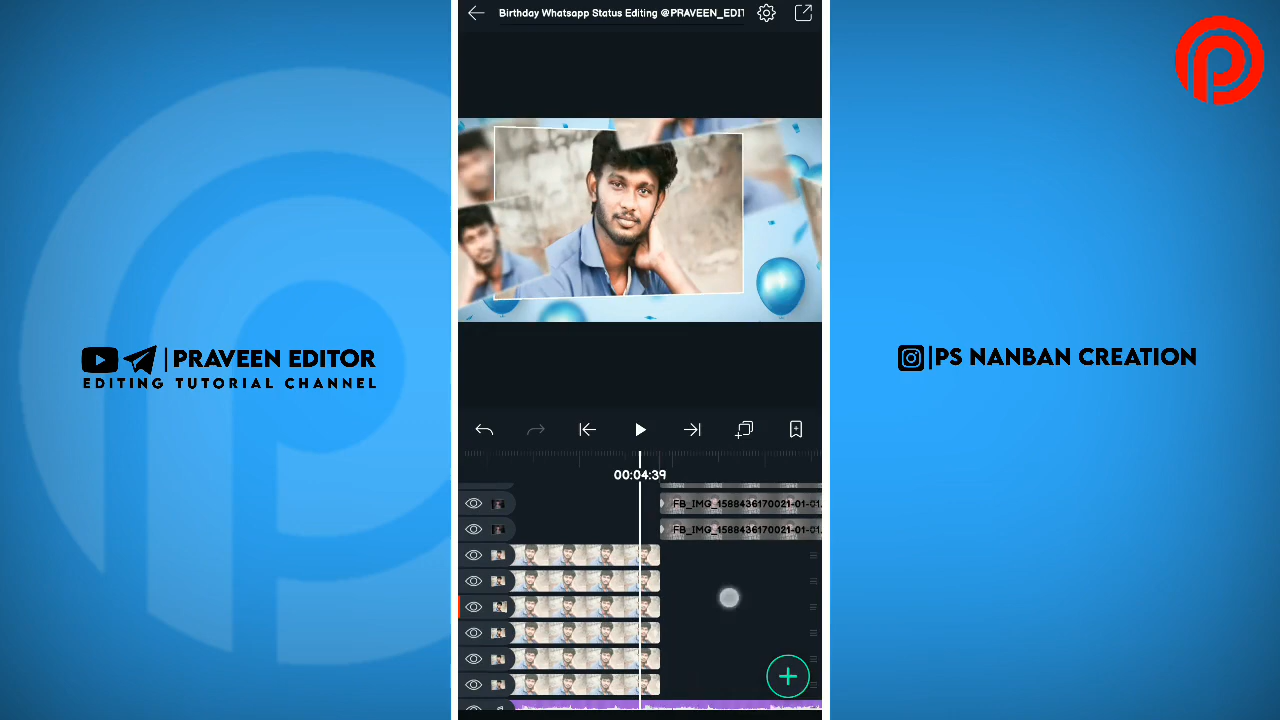 Birthday Whatsapp Status Editing @PRAVEEN_EDIT
| PRAVEEN EDITOR
EDITING TUTORIAL CHANNEL
|PS NANBAN CREATION
00:04:39
FB_IMG_1588436170021-01-01.
FB_IMG_1588436170021-01-01.